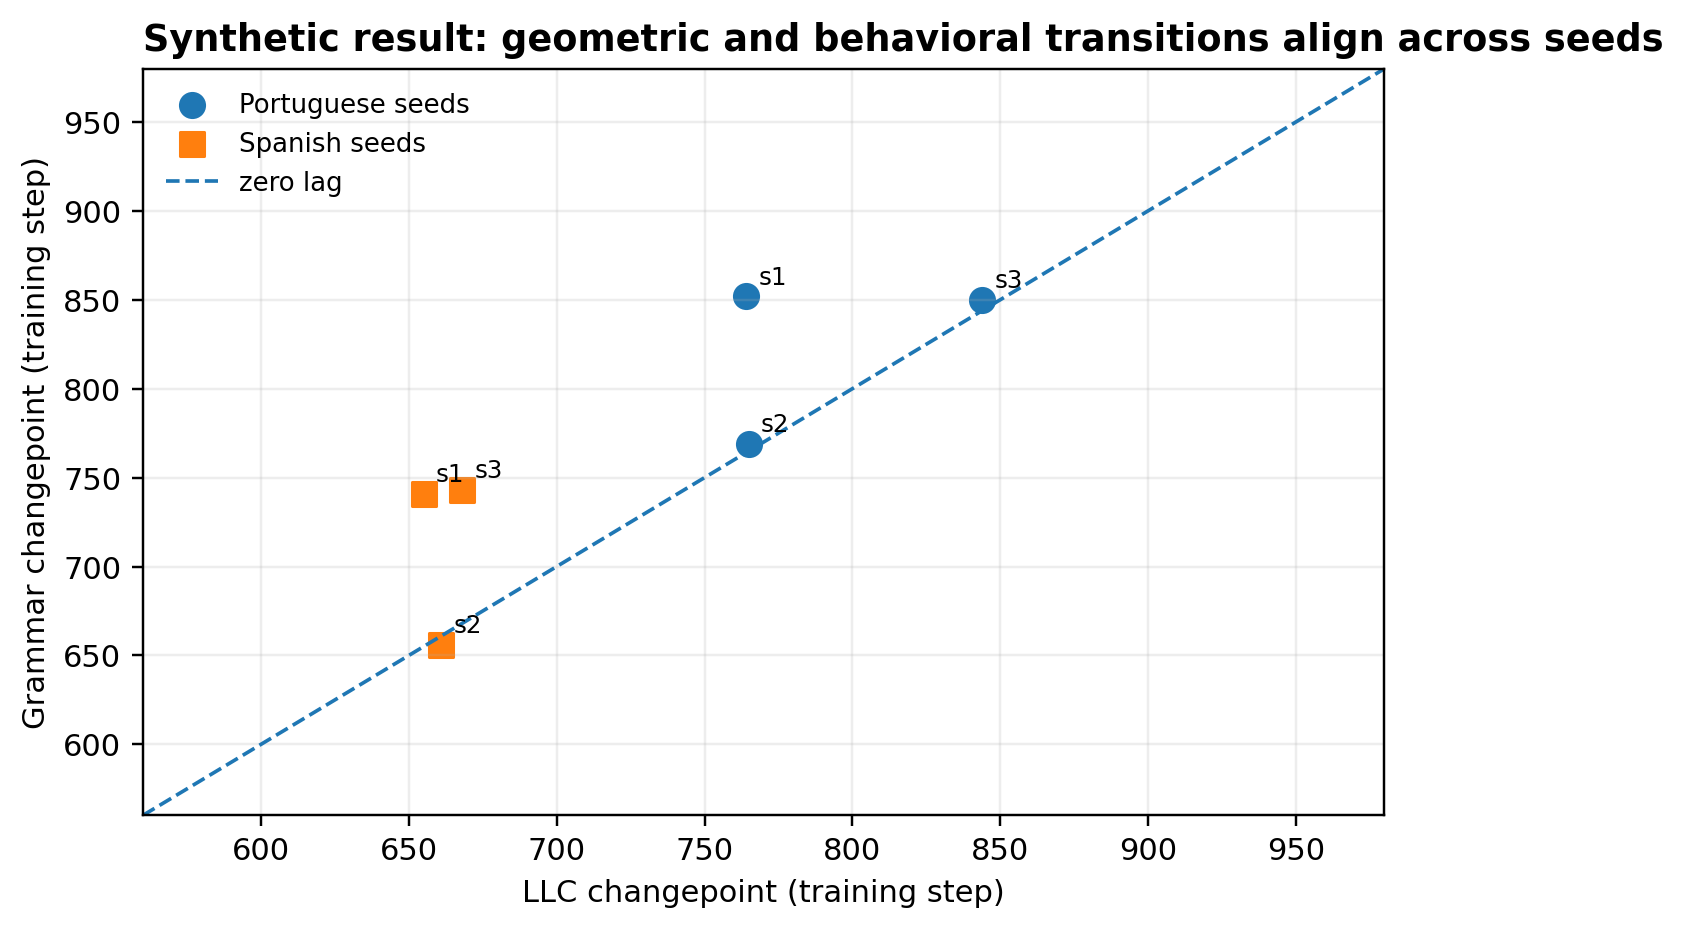 Synthetic result: geometric and behavioral transitions align across seeds
Portuguese seeds
Spanish seeds
zero lag
Grammar changepoint (training step)
950
900
850
800
750
700
650
600
s1
s3
s2
s1
s3
s2
600 650 700 750 800 850 900 950
LLC changepoint (training step)